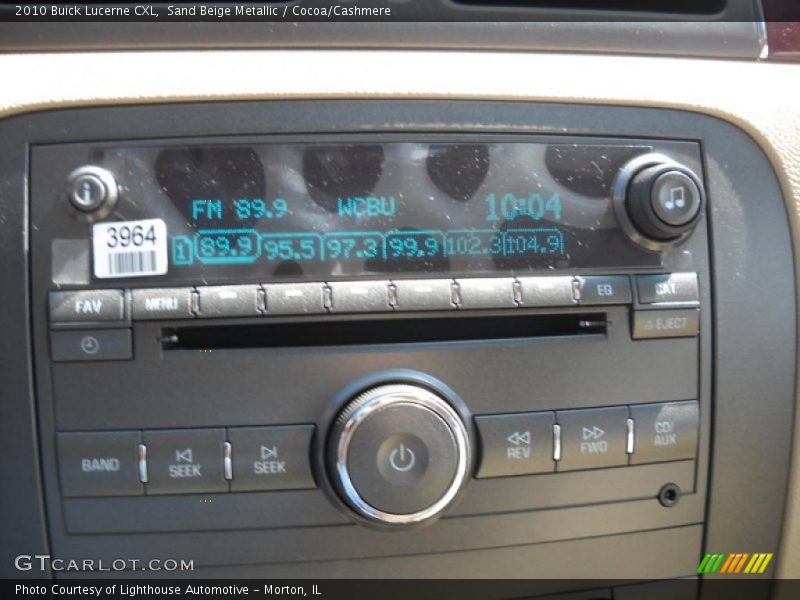 2010 Buick Lucerne CXL,  Sand Beige Metallic / Cocoa/Cashmere
FM 89.9 WCBU 10:04
3964
1 89.9 95.5 97.3 99.9 102.3 104.9
FAV MENU EQ CAT
EJECT
BAND SEEK SEEK REV FWD CD/
AUX
GTCARLOT.COM
Photo Courtesy of Lighthouse Automotive - Morton, IL